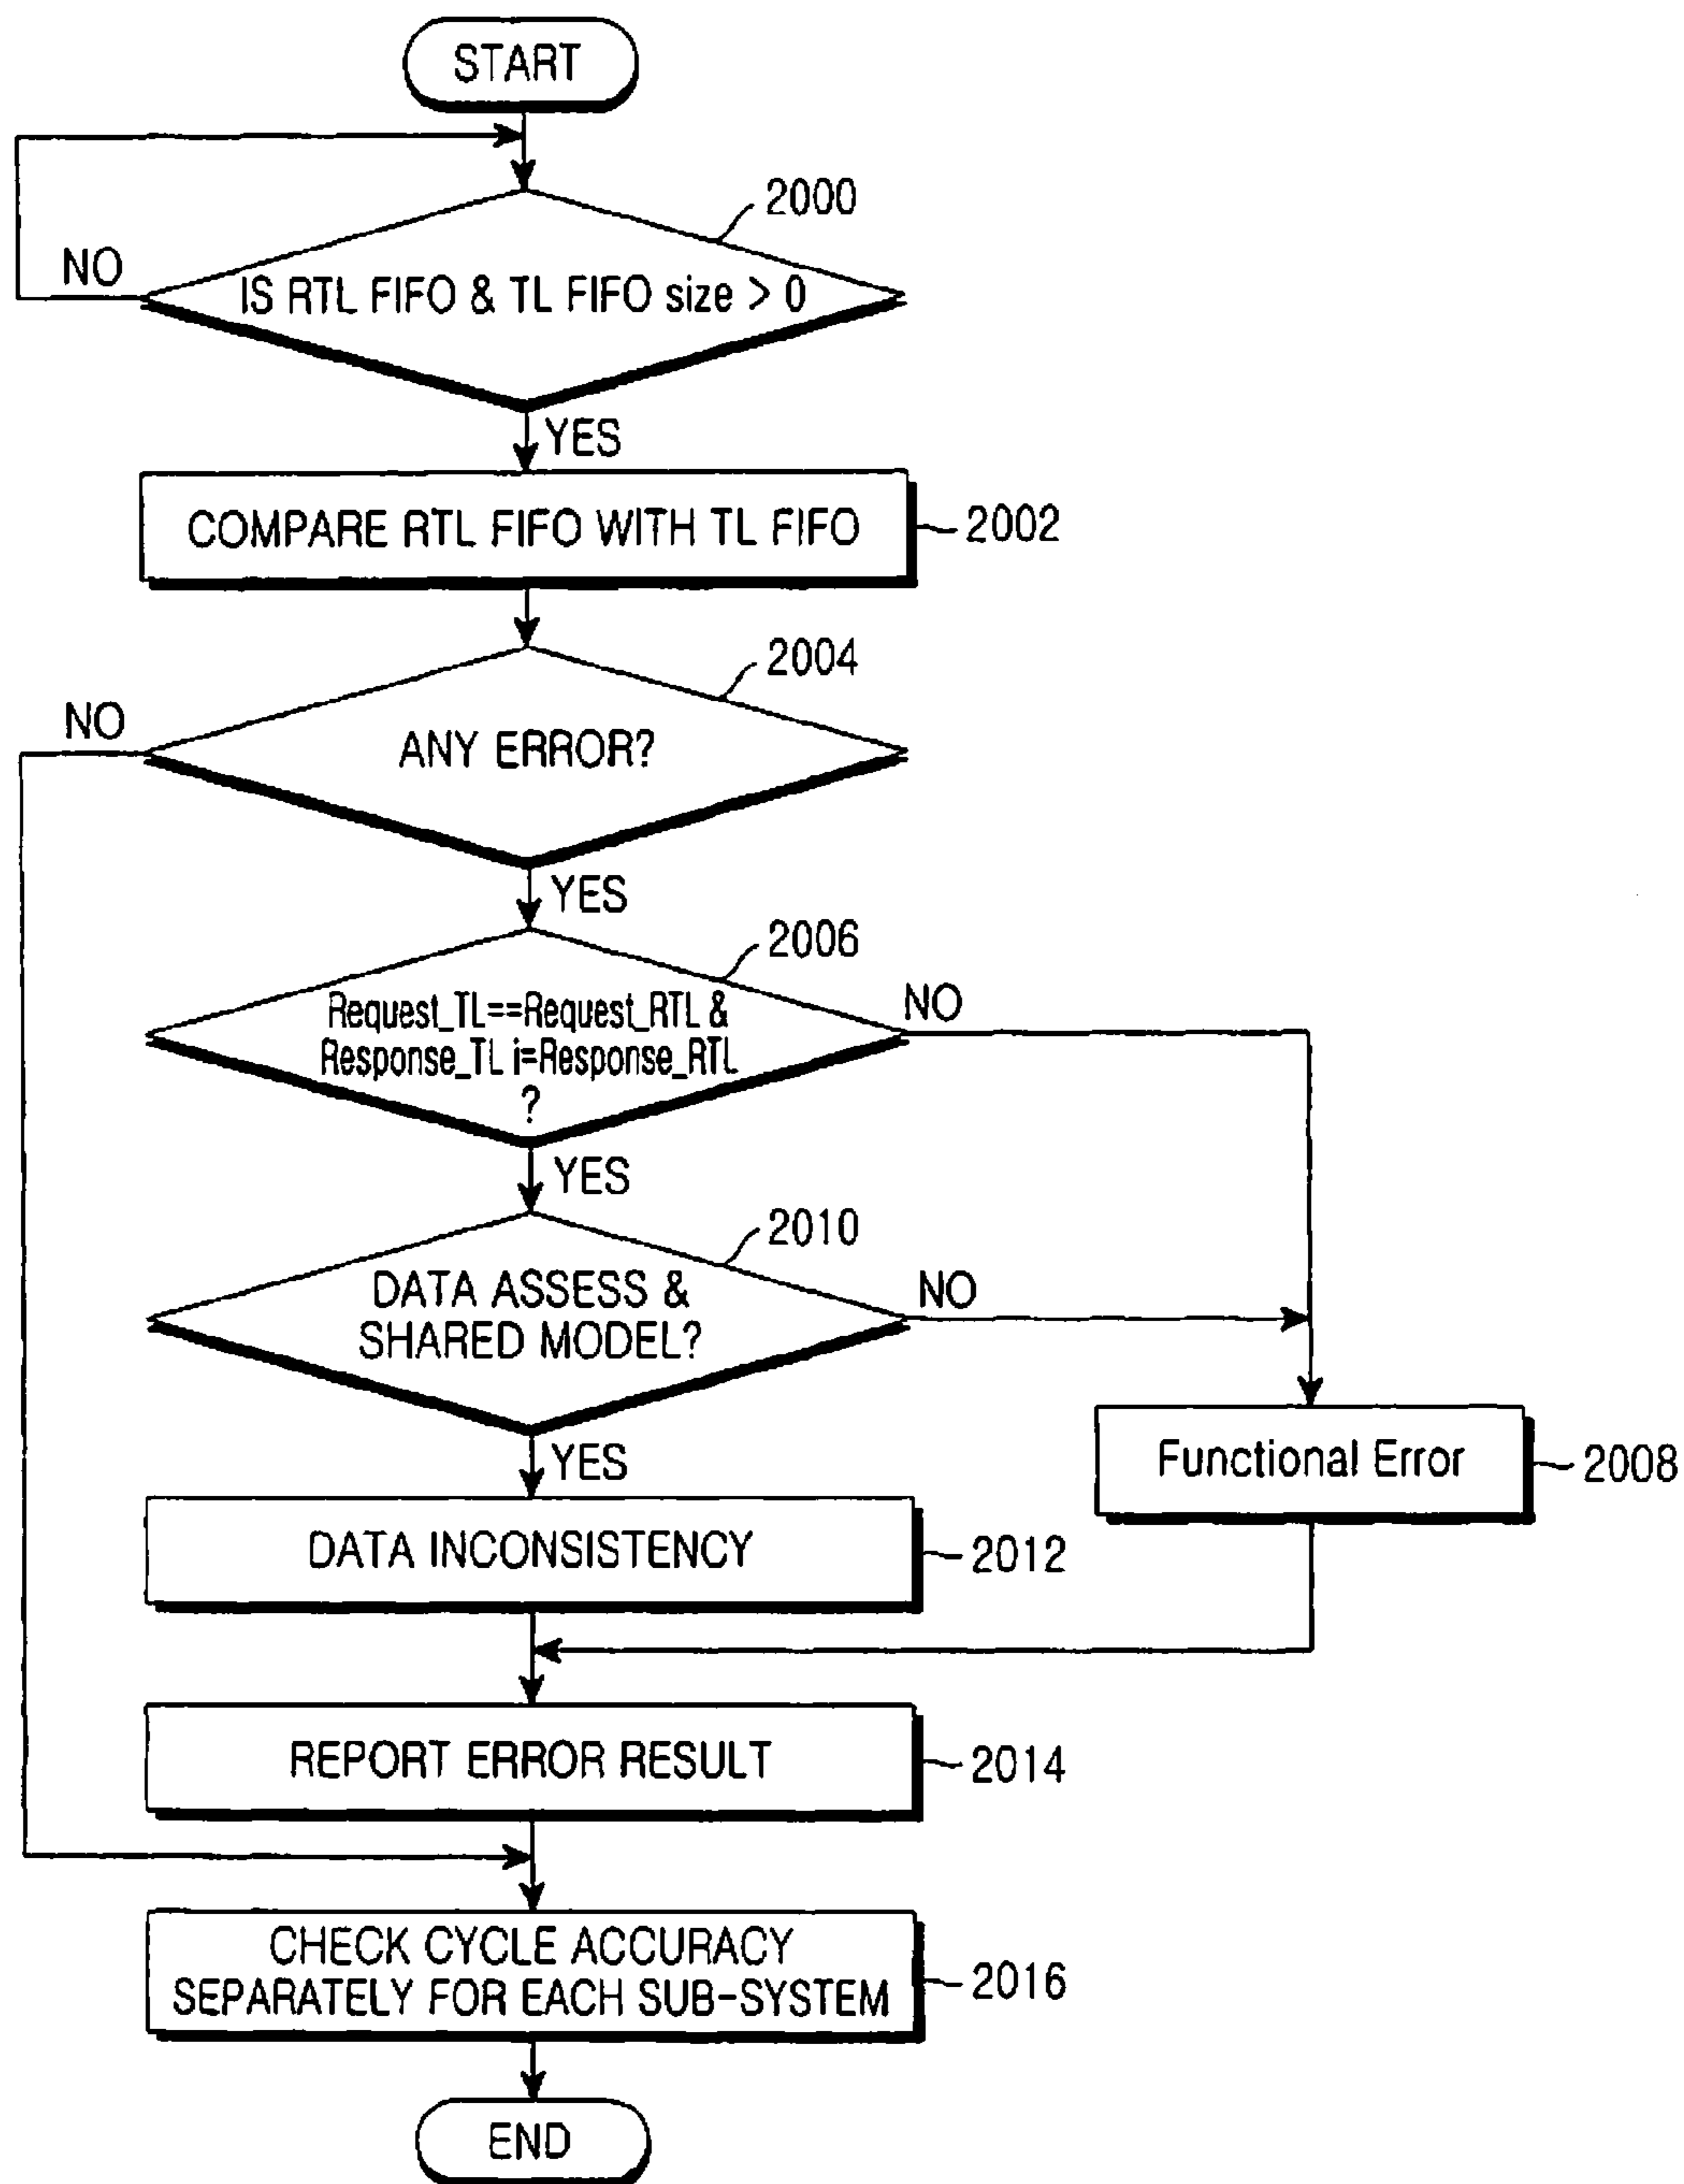 START
2000
NO
IS RTL FIFO & TL FIFO size > 0
YES
COMPARE RTL FIFO WITH TL FIFO
2002
2004
NO
ANY ERROR?
YES
2006
NO
Request_TL==Request_RTL &
Response_TL i=Response_RTL
?
YES
2010
NO
DATA ASSESS &
SHARED MODEL?
YES
Functional Error
2008
DATA INCONSISTENCY
2012
REPORT ERROR RESULT
2014
CHECK CYCLE ACCURACY
SEPARATELY FOR EACH SUB-SYSTEM
2016
END